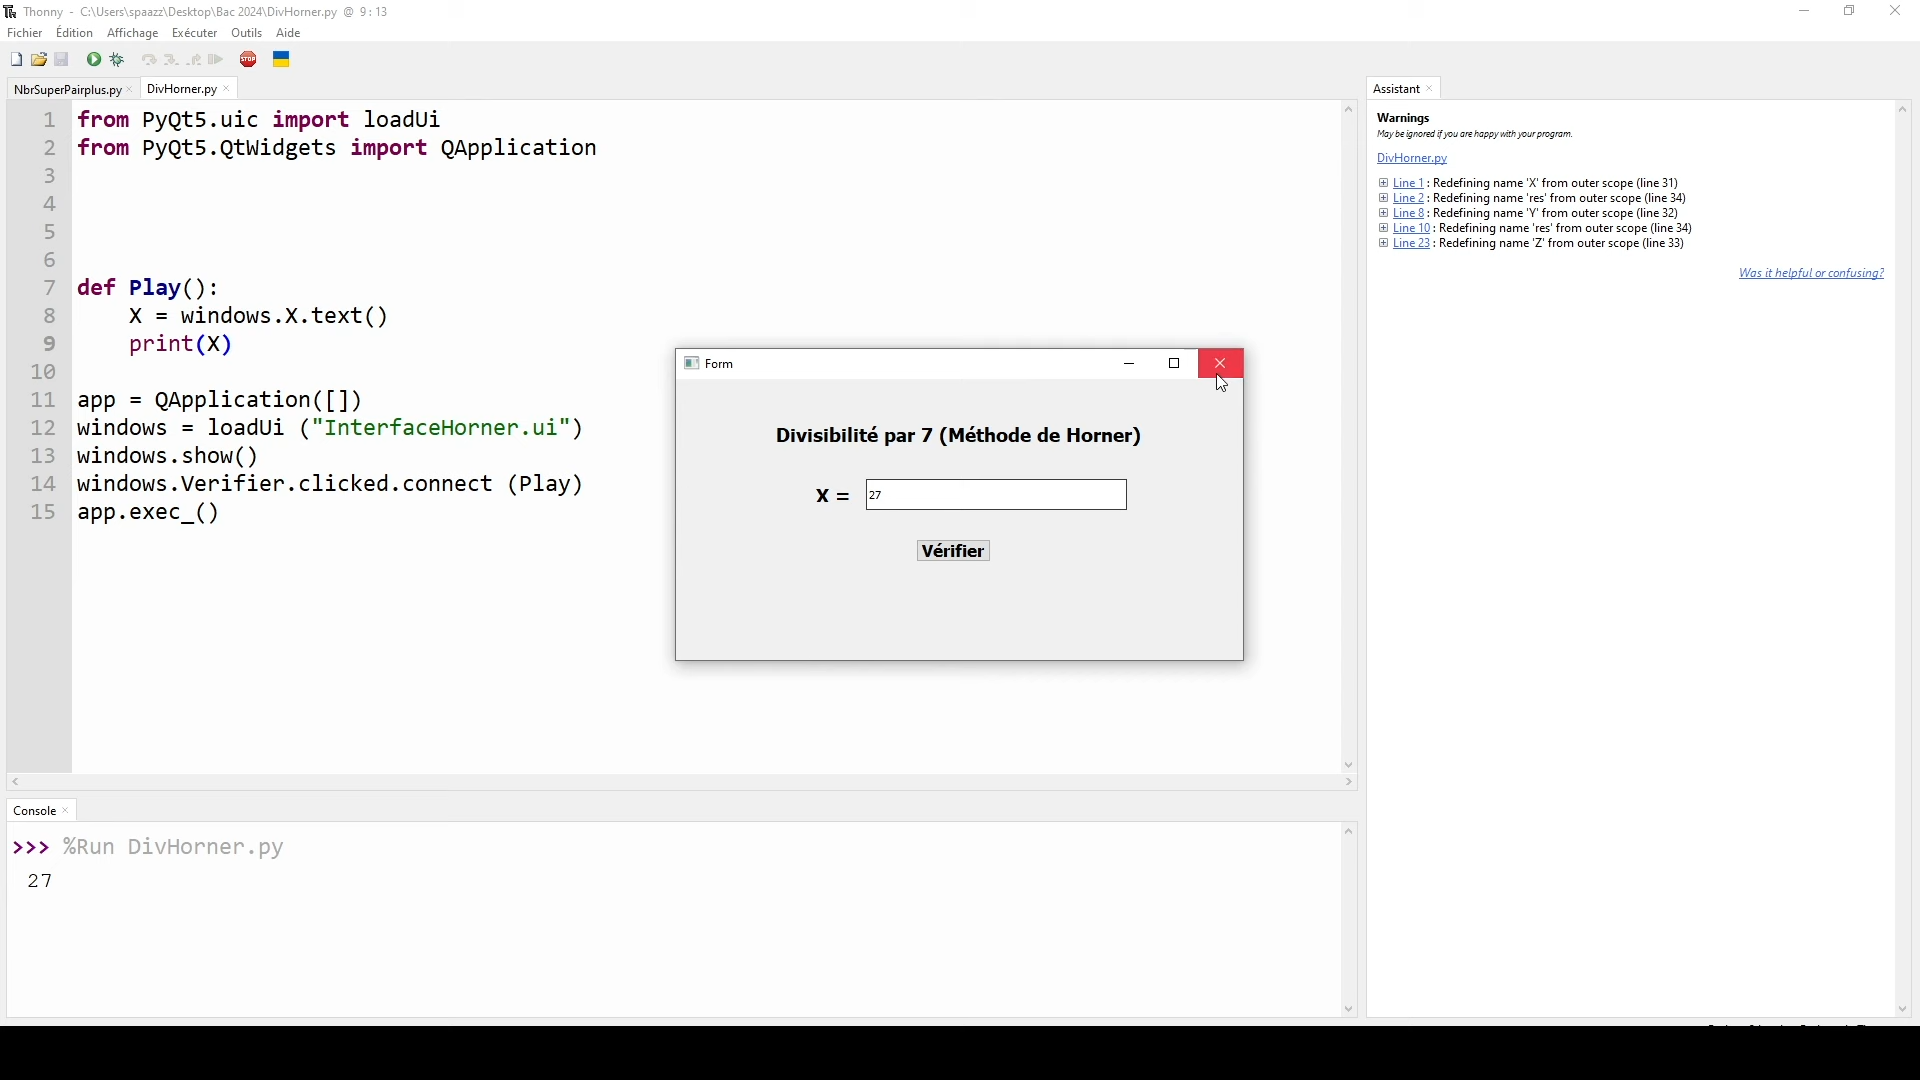 Thonny - C:\Users\spaazz\Desktop\Bac 2024\DivHorner.py @ 9:13
Fichier Édition Affichage Exécuter Outils Aide
STOP
NbrSuperPairplus.py × DivHorner.py ×
1 from PyQt5.uic import loadUi
2 from PyQt5.QtWidgets import QApplication
3
4
5
6
7 def Play():
8 X = windows.X.text()
9 print(X)
10
11 app = QApplication([])
12 windows = loadUi ("InterfaceHorner.ui")
13 windows.show()
14 windows.Verifier.clicked.connect (Play)
15 app.exec_()
Form
Divisibilité par 7 (Méthode de Horner)
X = 27
Vérifier
Console ×
>>> %Run DivHorner.py
27
Assistant ×
Warnings
May be ignored if you are happy with your program.
DivHorner.py
Line 1 : Redefining name 'X' from outer scope (line 31)
Line 2 : Redefining name 'res' from outer scope (line 34)
Line 8 : Redefining name 'Y' from outer scope (line 32)
Line 10 : Redefining name 'res' from outer scope (line 34)
Line 23 : Redefining name 'Z' from outer scope (line 33)
Was it helpful or confusing?